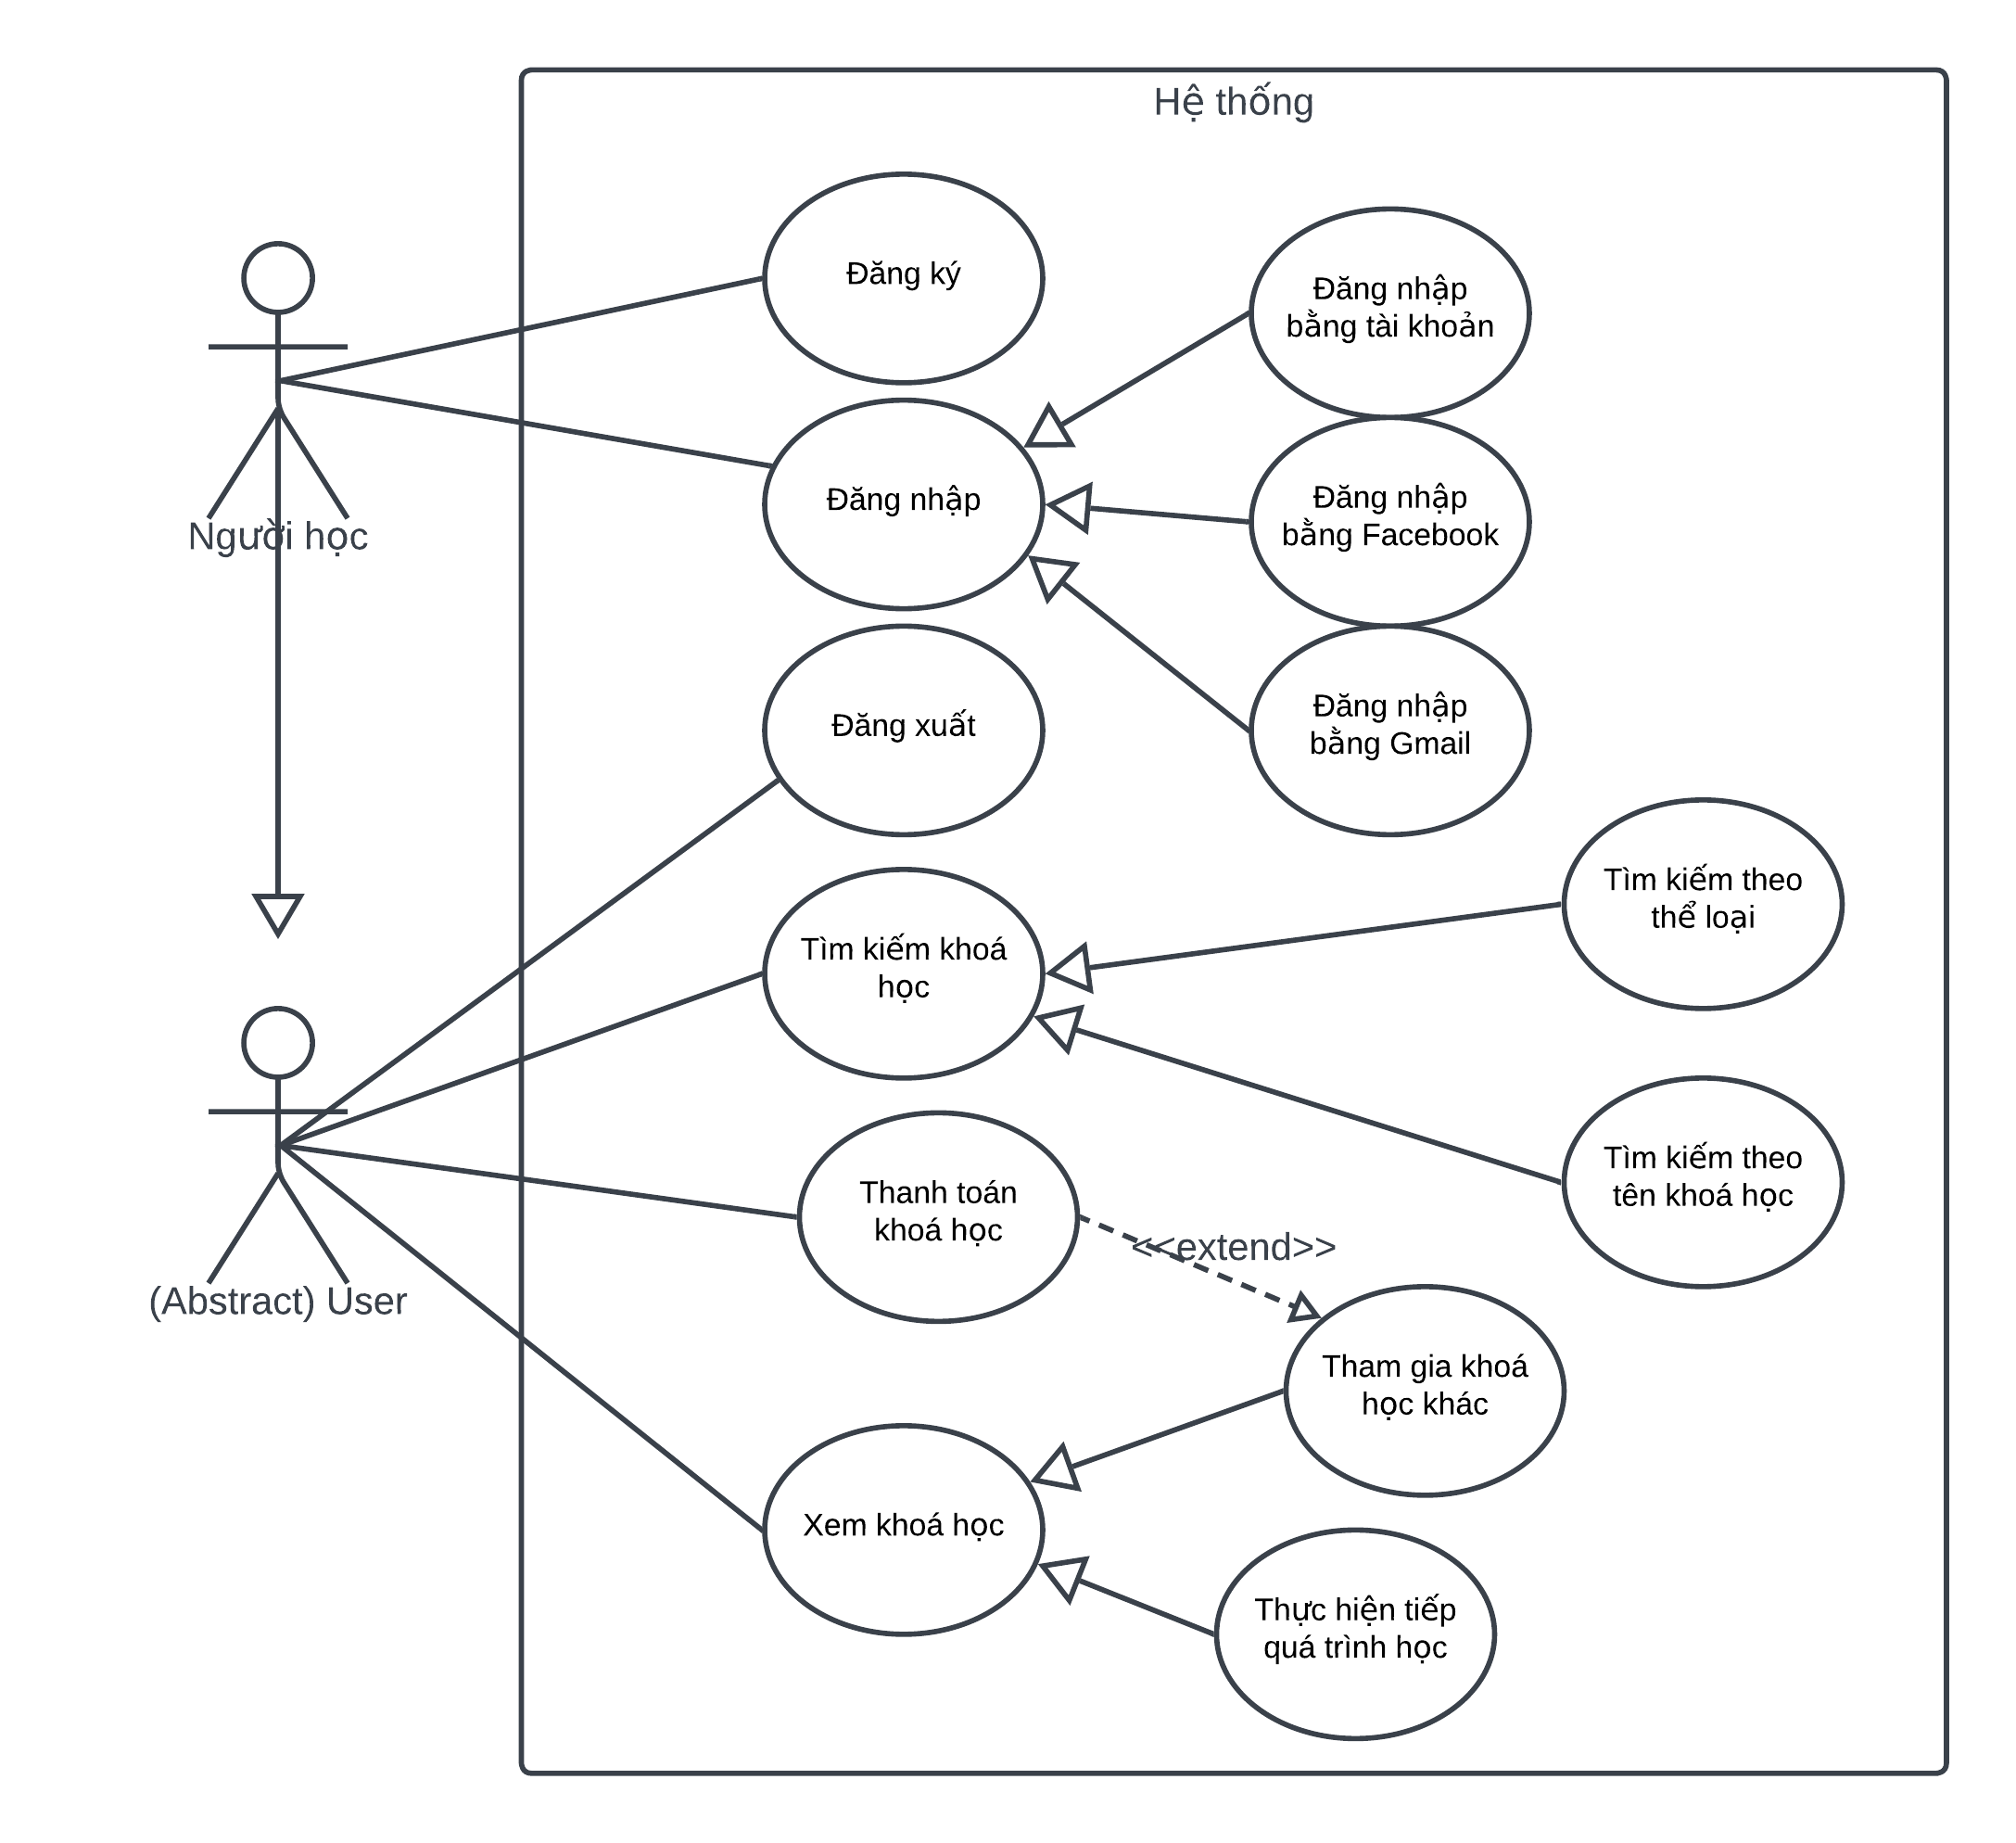 Hệ thống
Đăng ký
Đăng nhập
bằng tài khoản
Đăng nhập
Đăng nhập
bằng Facebook
Người học
Đăng xuất
Đăng nhập
bằng Gmail
Tìm kiếm theo
thể loại
Tìm kiếm khoá
học
Tìm kiếm theo
tên khoá học
Thanh toán
khoá học
<<extend>>
(Abstract) User
Tham gia khoá
học khác
Xem khoá học
Thực hiện tiếp
quá trình học